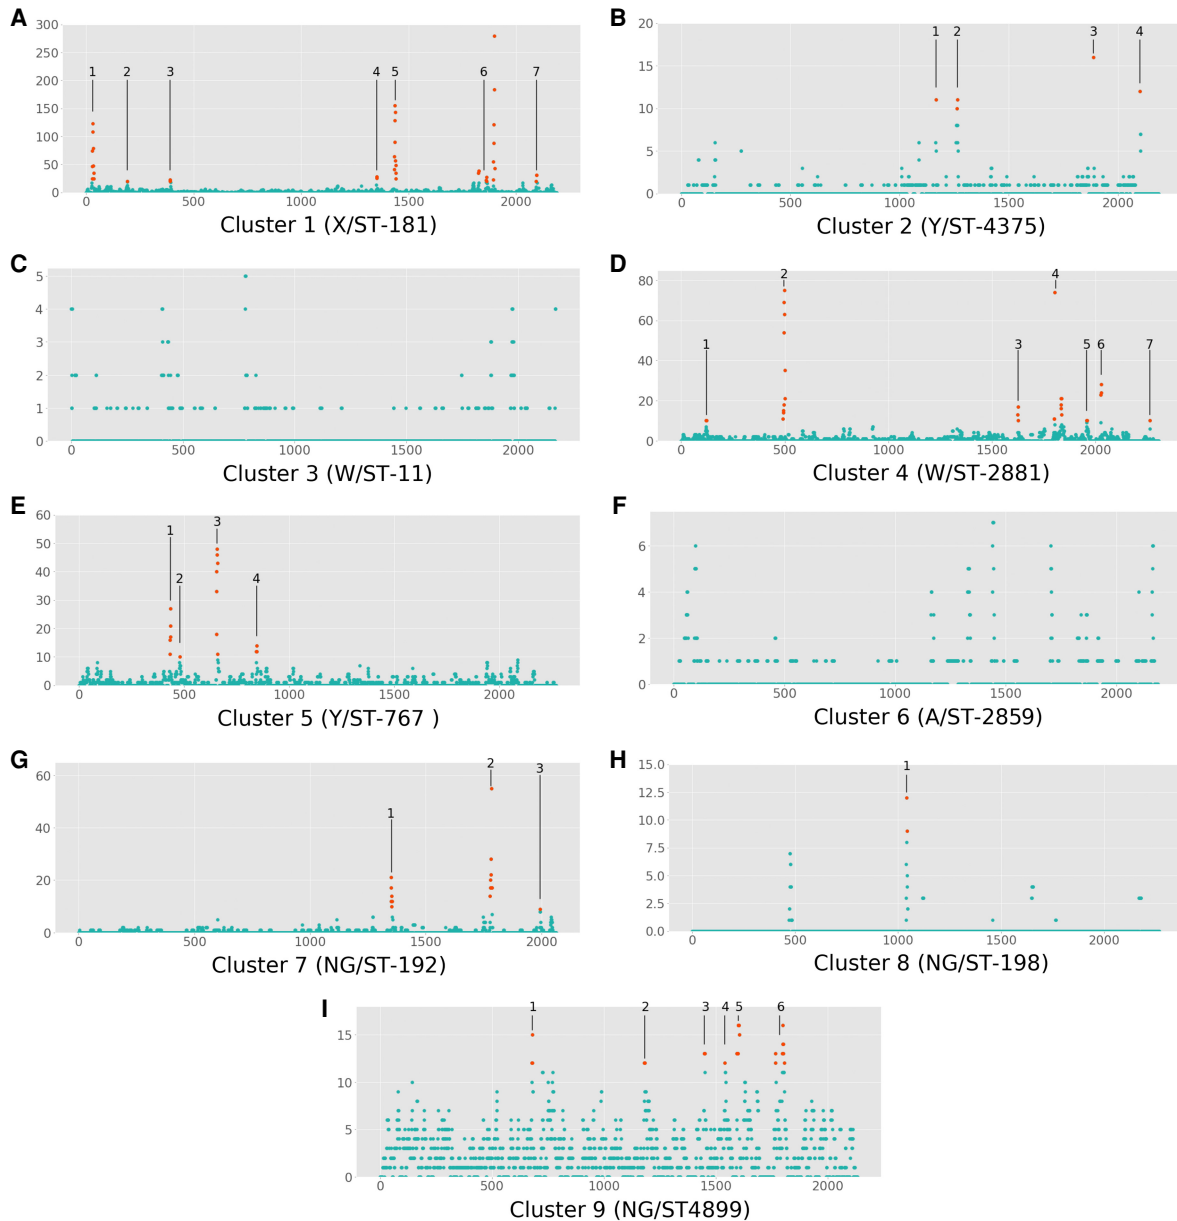 A
300
250
200
150
100
50
0
1 2 3 4 5 6 7
0 500 1000 1500 2000
Cluster 1 (X/ST-181)
B
20
15
10
5
0
1 2 3 4
0 500 1000 1500 2000
Cluster 2 (Y/ST-4375)
C
5
4
3
2
1
0
0 500 1000 1500 2000
Cluster 3 (W/ST-11)
D
80
60
40
20
0
2 4
1 3 5 6 7
0 500 1000 1500 2000
Cluster 4 (W/ST-2881)
E
60
50
40
30
20
10
0
3
1
2 4
0 500 1000 1500 2000
Cluster 5 (Y/ST-767 )
F
6
4
2
0
0 500 1000 1500 2000
Cluster 6 (A/ST-2859)
G
60
40
20
0
2
3
1
0 500 1000 1500 2000
Cluster 7 (NG/ST-192)
H
15.0
12.5
10.0
7.5
5.0
2.5
0.0
1
0 500 1000 1500 2000
Cluster 8 (NG/ST-198)
I
15
10
5
0
1 2 3 4 5 6
0 500 1000 1500 2000
Cluster 9 (NG/ST4899)